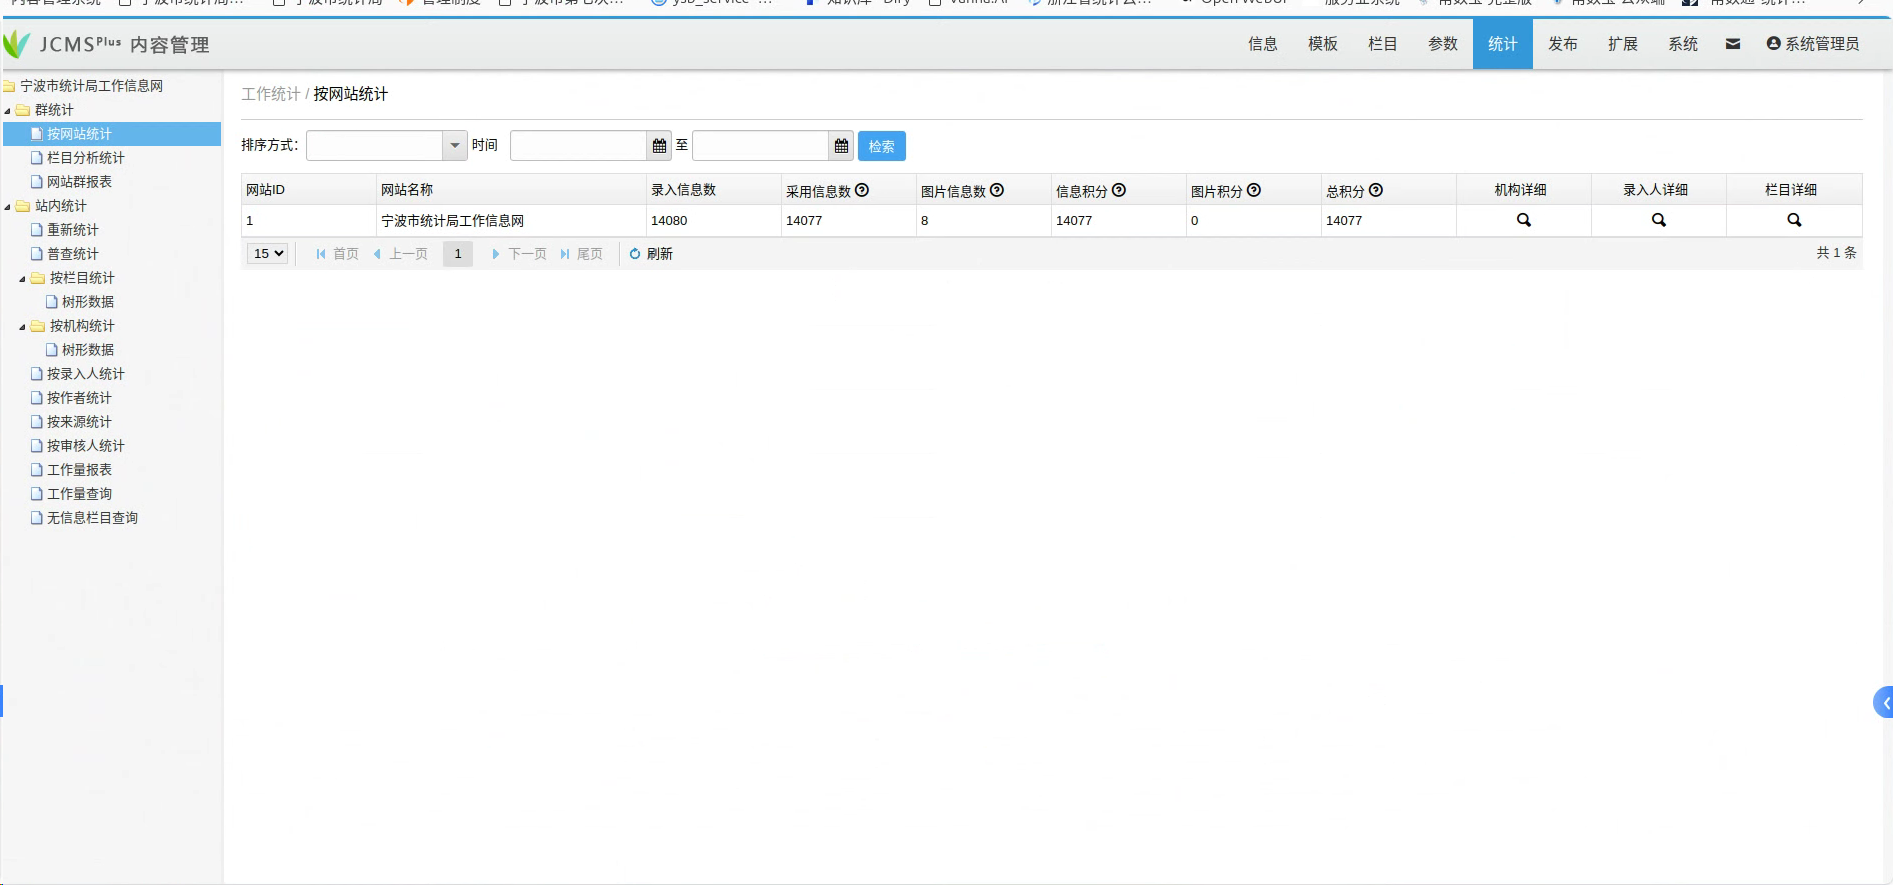 JCMSPlus 内容管理
信息 模板 栏目 参数 统计 发布 扩展 系统 系统管理员
宁波市统计局工作信息网
群统计
按网站统计
栏目分析统计
网站群报表
站内统计
重新统计
普查统计
按栏目统计
树形数据
按机构统计
树形数据
按录入人统计
按作者统计
按来源统计
按审核人统计
工作量报表
工作量查询
无信息栏目查询
工作统计 / 按网站统计
排序方式: 时间 至 检索
网站ID 网站名称 录入信息数 采用信息数 图片信息数 信息积分 图片积分 总积分 机构详细 录入人详细 栏目详细
1 宁波市统计局工作信息网 14080 14077 8 14077 0 14077
15 首页 上一页 1 下一页 尾页 刷新 共 1 条